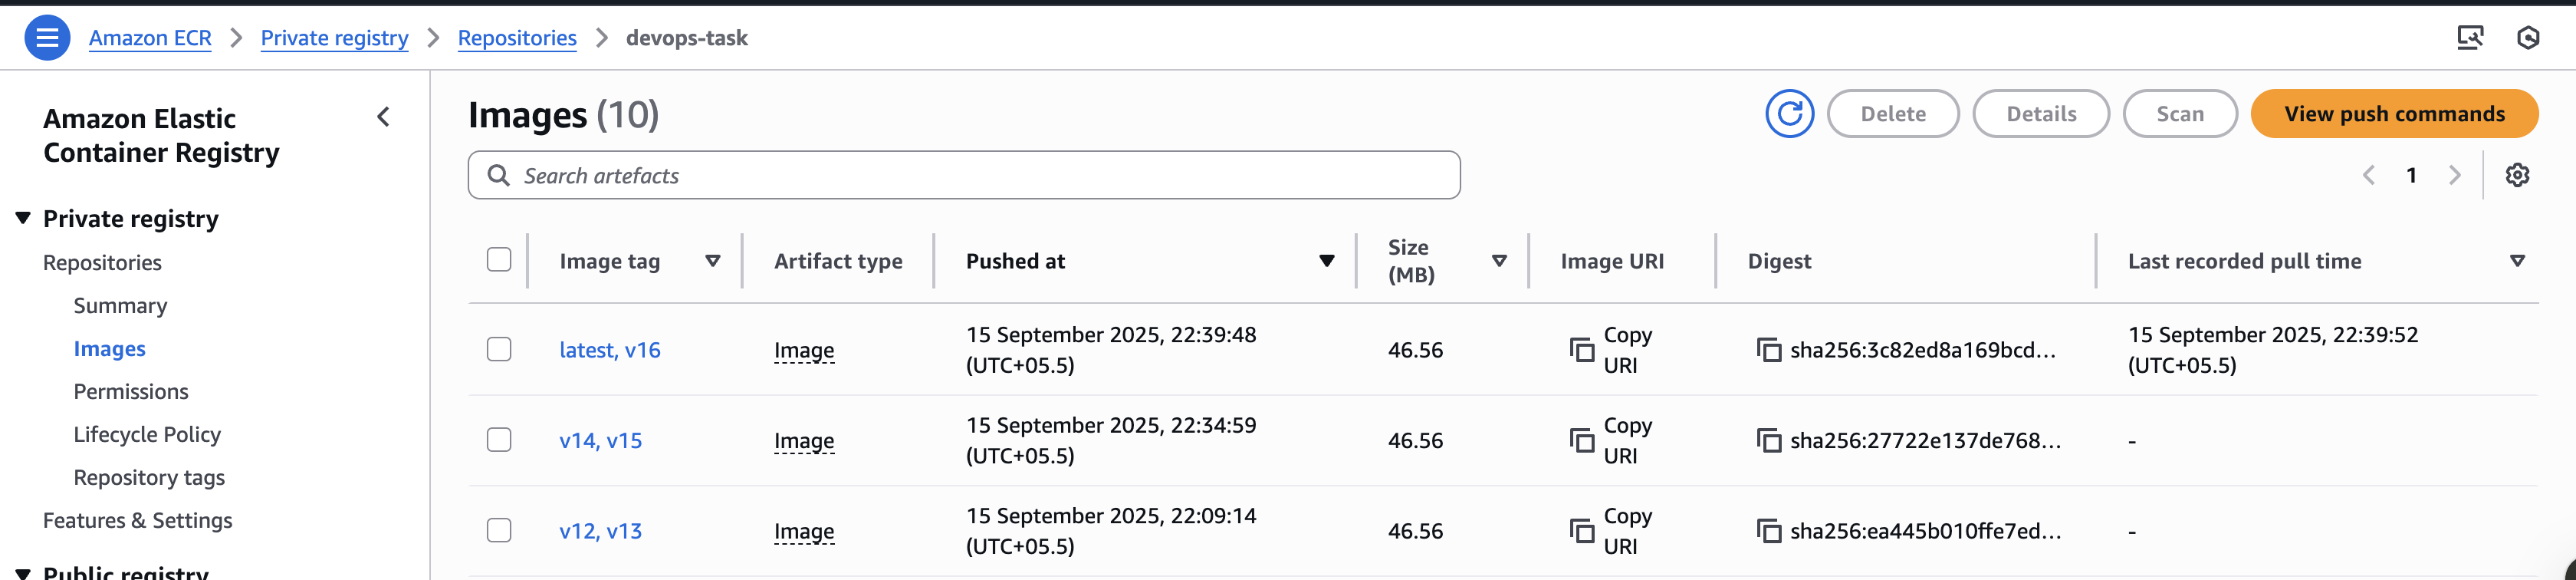 Amazon ECR > Private registry > Repositories > devops-task
Amazon Elastic
Container Registry
Private registry
Repositories
Summary
Images
Permissions
Lifecycle Policy
Repository tags
Features & Settings
Public registry
Images (10)
Delete
Details
Scan
View push commands
Search artefacts
1
Image tag
Artifact type
Pushed at
Size
(MB)
Image URI
Digest
Last recorded pull time
latest, v16
Image
15 September 2025, 22:39:48
(UTC+05.5)
46.56
Copy
URI
sha256:3c82ed8a169bcd...
15 September 2025, 22:39:52
(UTC+05.5)
v14, v15
Image
15 September 2025, 22:34:59
(UTC+05.5)
46.56
Copy
URI
sha256:27722e137de768...
-
v12, v13
Image
15 September 2025, 22:09:14
(UTC+05.5)
46.56
Copy
URI
sha256:ea445b010ffe7ed...
-